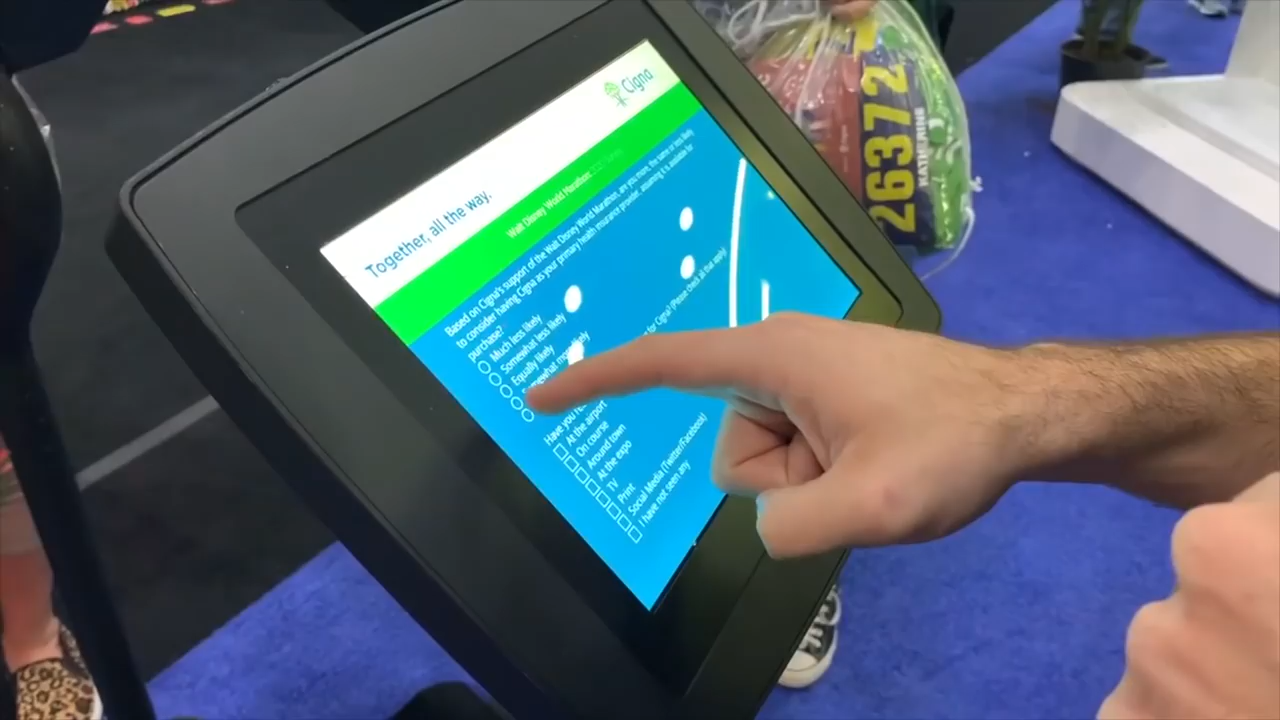 Cigna
Together, all the way.
Walt Disney World Marathon
Based on Cigna's support of the Walt Disney World Marathon, are you more, the same or less likely
to consider having Cigna as your primary health insurance provider, assuming it is available for
purchase?
Much less likely
Somewhat less likely
Equally likely
Somewhat more likely
Have you
for Cigna? (Please check all that apply)
At the airport
On course
Around town
At the expo
TV
Print
Social Media (Twitter/Facebook)
I have not seen any
26372
KATHERINE